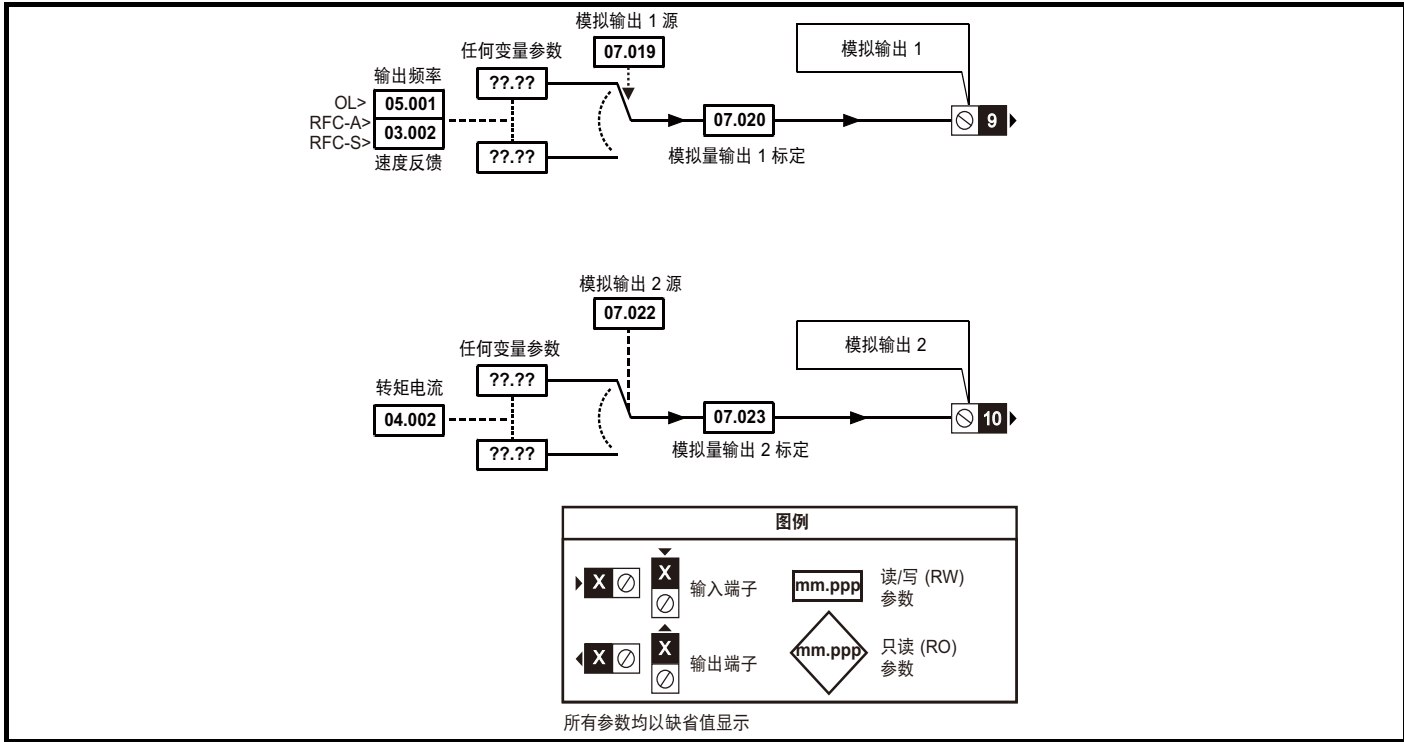 模拟输出 1 源
07.019
任何变量参数
??.??
输出频率
OL>
05.001
RFC-A>
03.002
RFC-S>
速度反馈
??.??
07.020
模拟量输出 1 标定
模拟输出 1
9
模拟输出 2 源
07.022
任何变量参数
??.??
转矩电流
04.002
??.??
07.023
模拟量输出 2 标定
模拟输出 2
10
图例
X
X
输入端子
mm.ppp
读/写 (RW)
参数
X
X
输出端子
mm.ppp
只读 (RO)
参数
所有参数均以缺省值显示